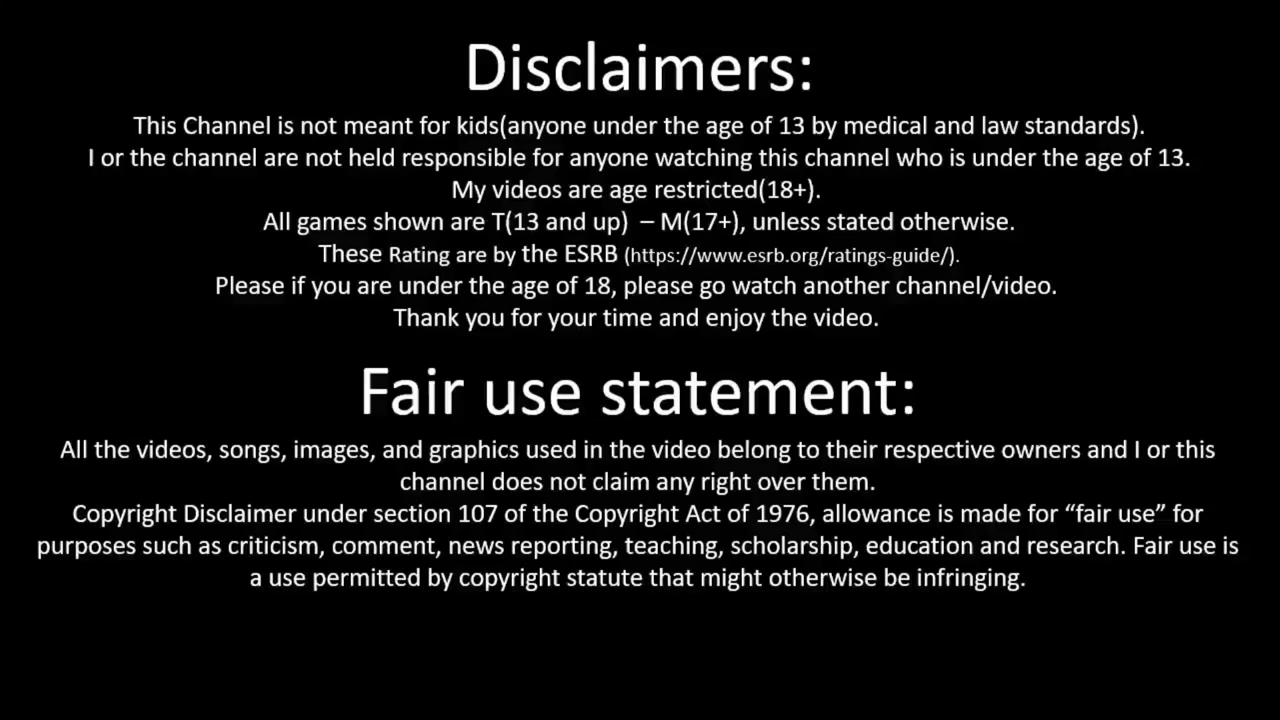 Disclaimers:
This Channel is not meant for kids(anyone under the age of 13 by medical and law standards).
I or the channel are not held responsible for anyone watching this channel who is under the age of 13.
My videos are age restricted(18+).
All games shown are T(13 and up)  – M(17+), unless stated otherwise.
These Rating are by the ESRB (https://www.esrb.org/ratings-guide/).
Please if you are under the age of 18, please go watch another channel/video.
Thank you for your time and enjoy the video.
Fair use statement:
All the videos, songs, images, and graphics used in the video belong to their respective owners and I or this
channel does not claim any right over them.
Copyright Disclaimer under section 107 of the Copyright Act of 1976, allowance is made for “fair use” for
purposes such as criticism, comment, news reporting, teaching, scholarship, education and research. Fair use is
a use permitted by copyright statute that might otherwise be infringing.